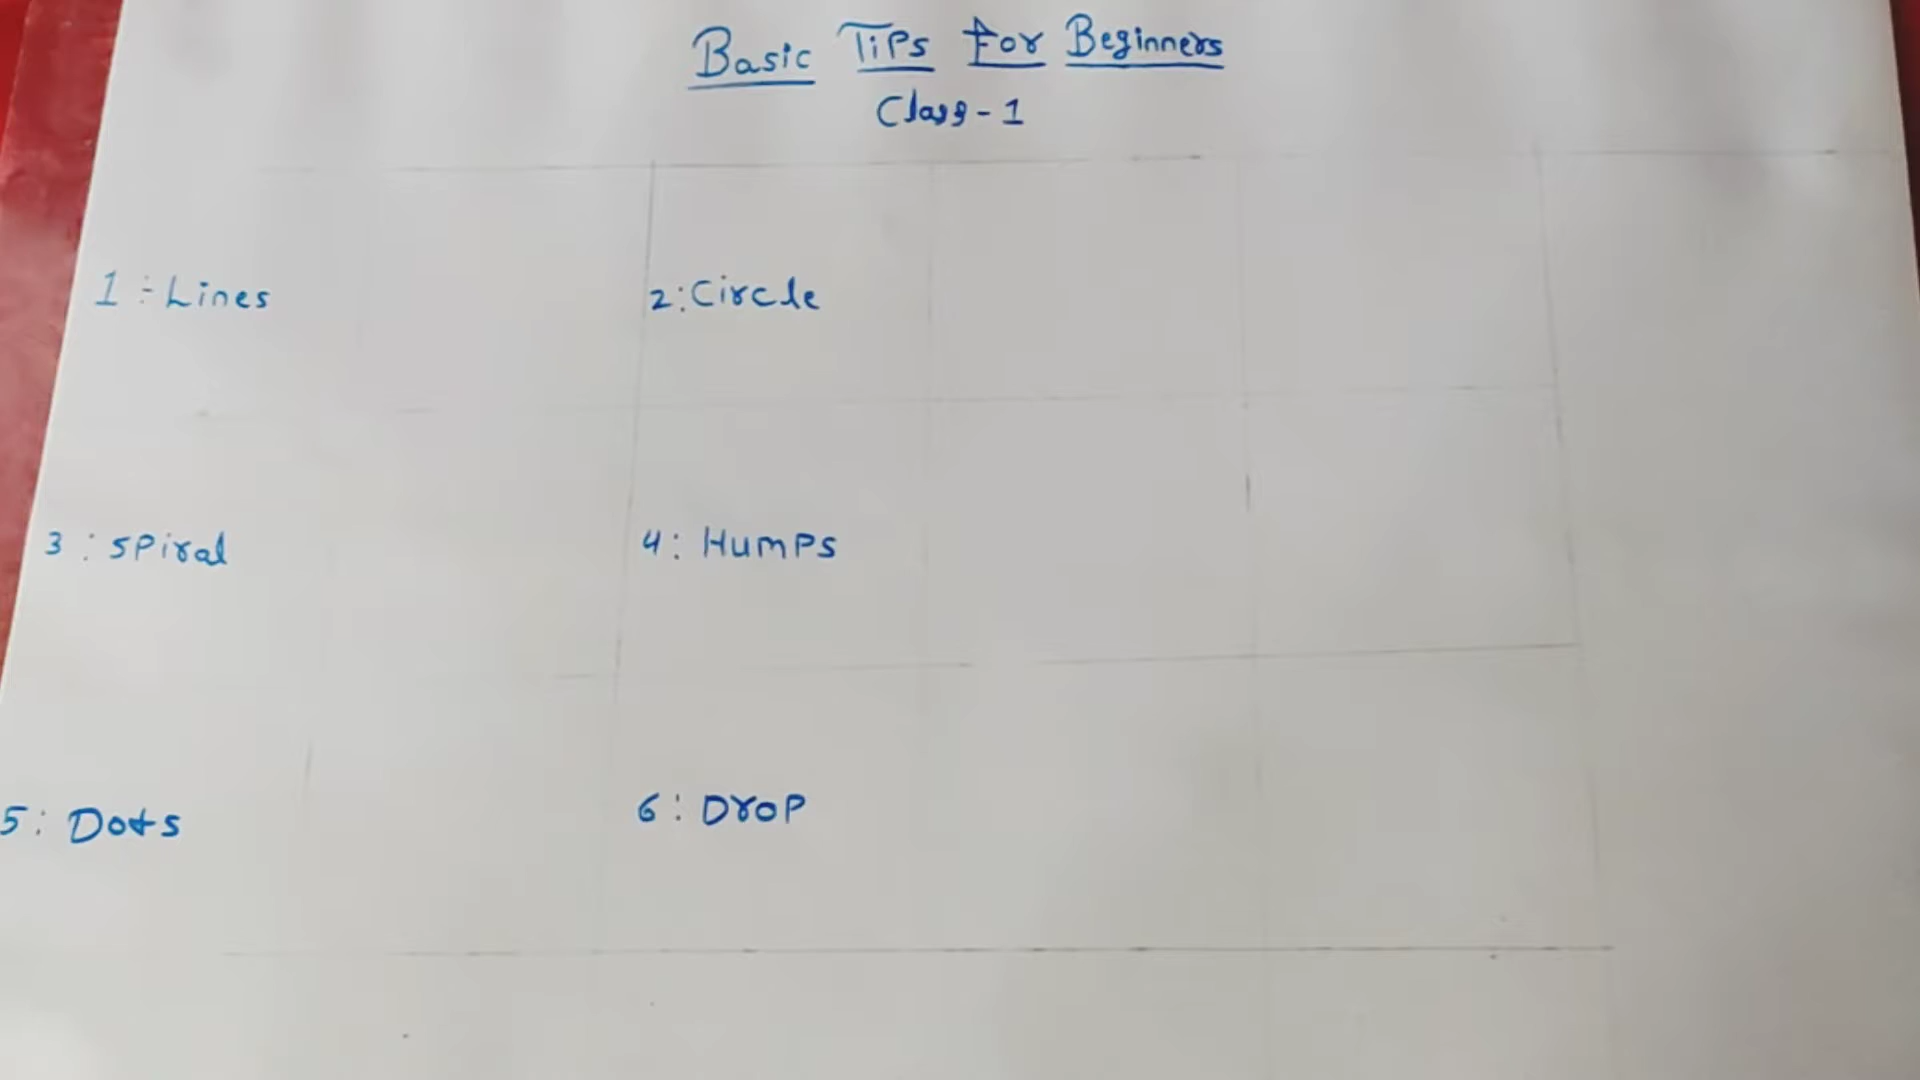 Basic TiPs For Beginners
Class-1
1:-Lines
2:Circle
3:sPiral
4: HumPs
5: Dots
6: DroP